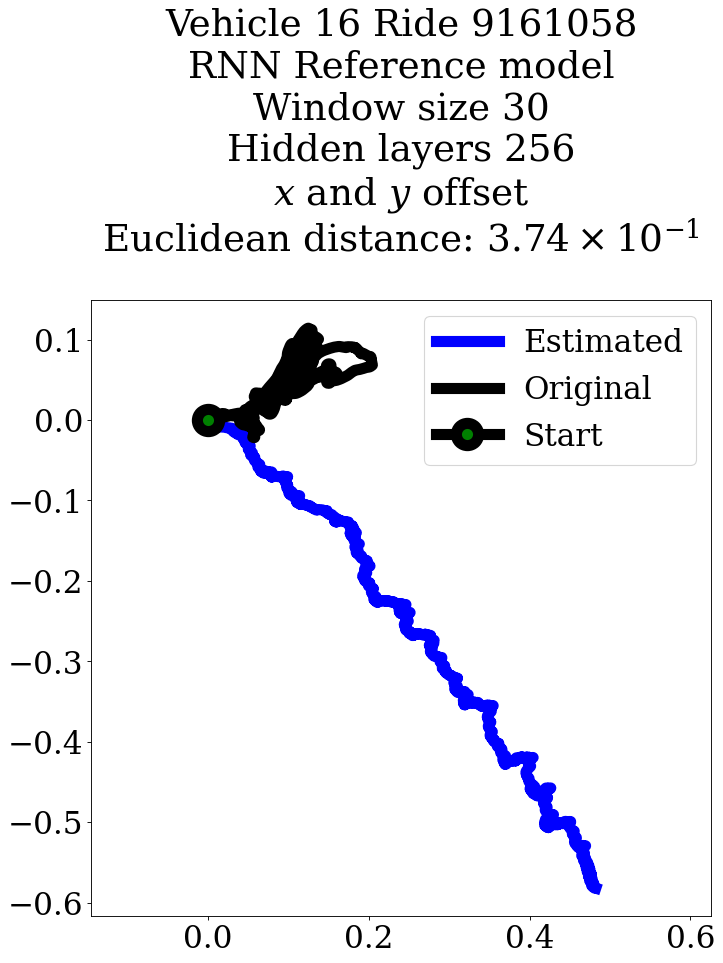 Vehicle 16 Ride 9161058
RNN Reference model
Window size 30
Hidden layers 256
x and y offset
Euclidean distance: 3.74 × 10⁻¹
Estimated
Original
Start
0.1
0.0
−0.1
−0.2
−0.3
−0.4
−0.5
−0.6
0.0 0.2 0.4 0.6